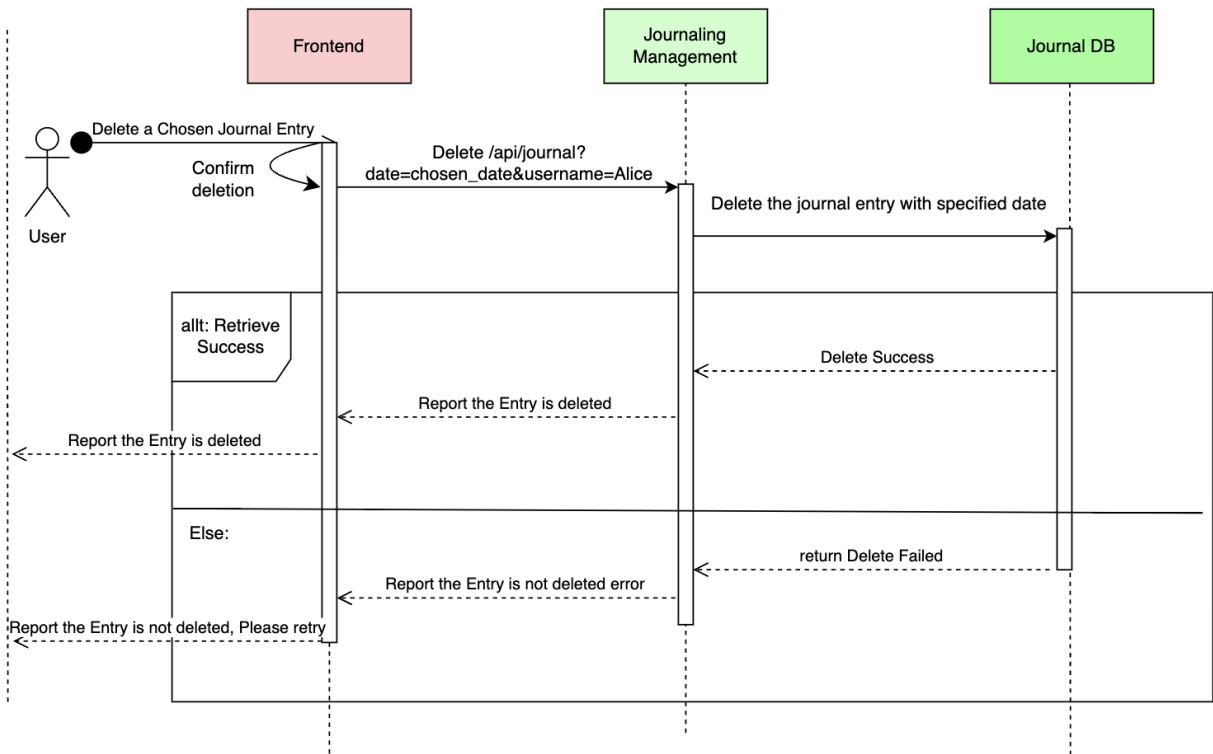 Frontend
Journaling
Management
Journal DB
Delete a Chosen Journal Entry
Confirm
deletion
Delete /api/journal?
date=chosen_date&username=Alice
Delete the journal entry with specified date
User
allt: Retrieve
Success
Delete Success
Report the Entry is deleted
Report the Entry is deleted
Else:
return Delete Failed
Report the Entry is not deleted error
Report the Entry is not deleted, Please retry